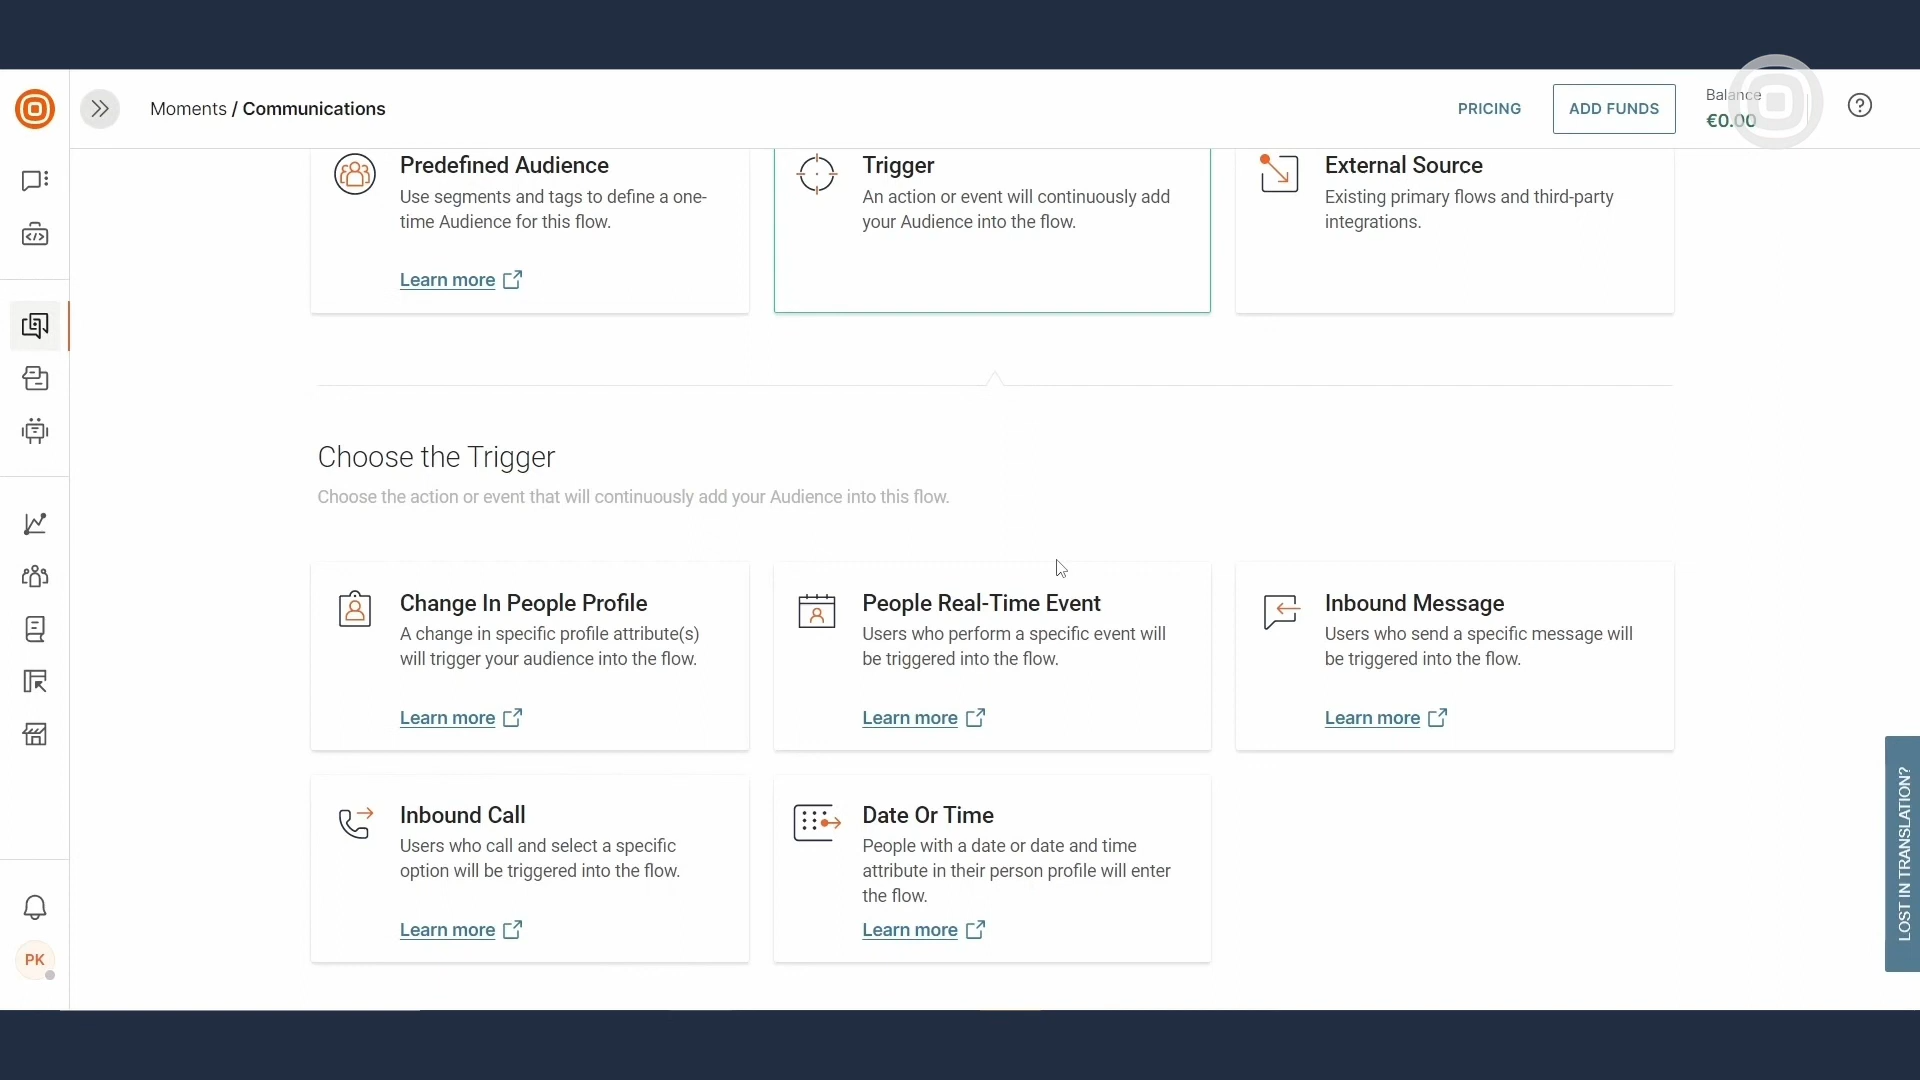 Moments / Communications
PRICING
ADD FUNDS
Balance
€0.00
Predefined Audience
Use segments and tags to define a one-
time Audience for this flow.
Learn more
Trigger
An action or event will continuously add
your Audience into the flow.
External Source
Existing primary flows and third-party
integrations.
Choose the Trigger
Choose the action or event that will continuously add your Audience into this flow.
Change In People Profile
A change in specific profile attribute(s)
will trigger your audience into the flow.
Learn more
People Real-Time Event
Users who perform a specific event will
be triggered into the flow.
Learn more
Inbound Message
Users who send a specific message will
be triggered into the flow.
Learn more
Inbound Call
Users who call and select a specific
option will be triggered into the flow.
Learn more
Date Or Time
People with a date or date and time
attribute in their person profile will enter
the flow.
Learn more
LOST IN TRANSLATION?
PK